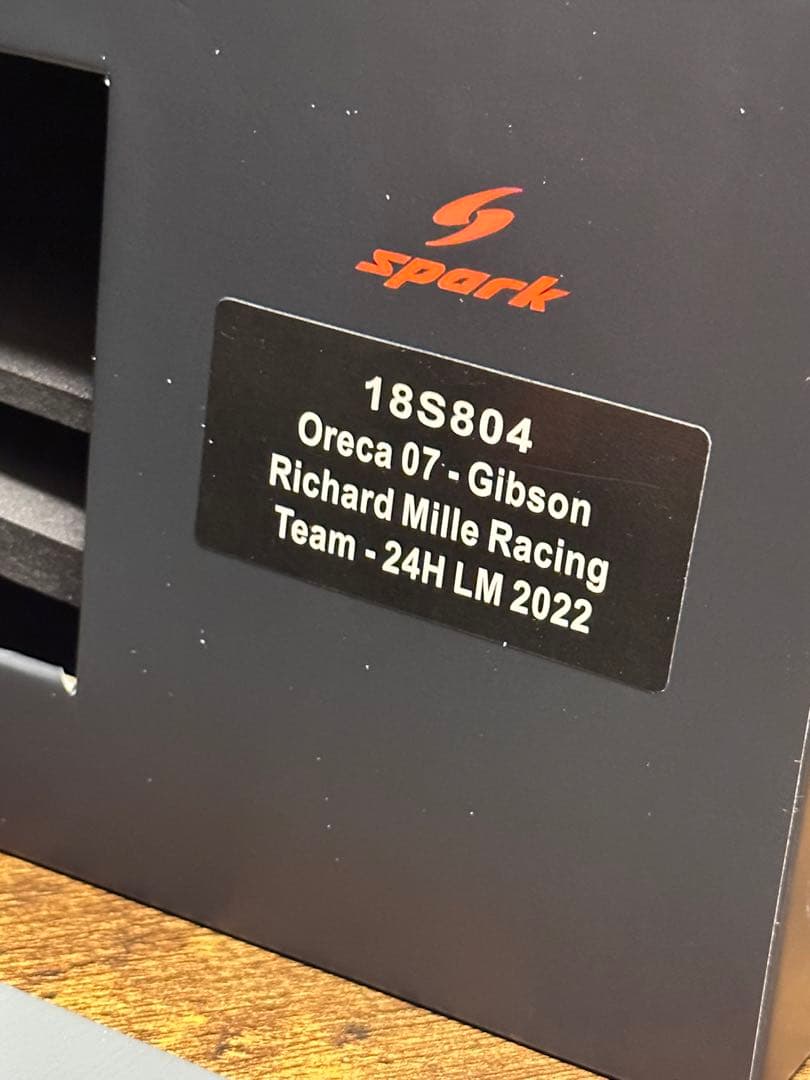 spark
18S804
Oreca 07 - Gibson
Richard Mille Racing
Team - 24H LM 2022